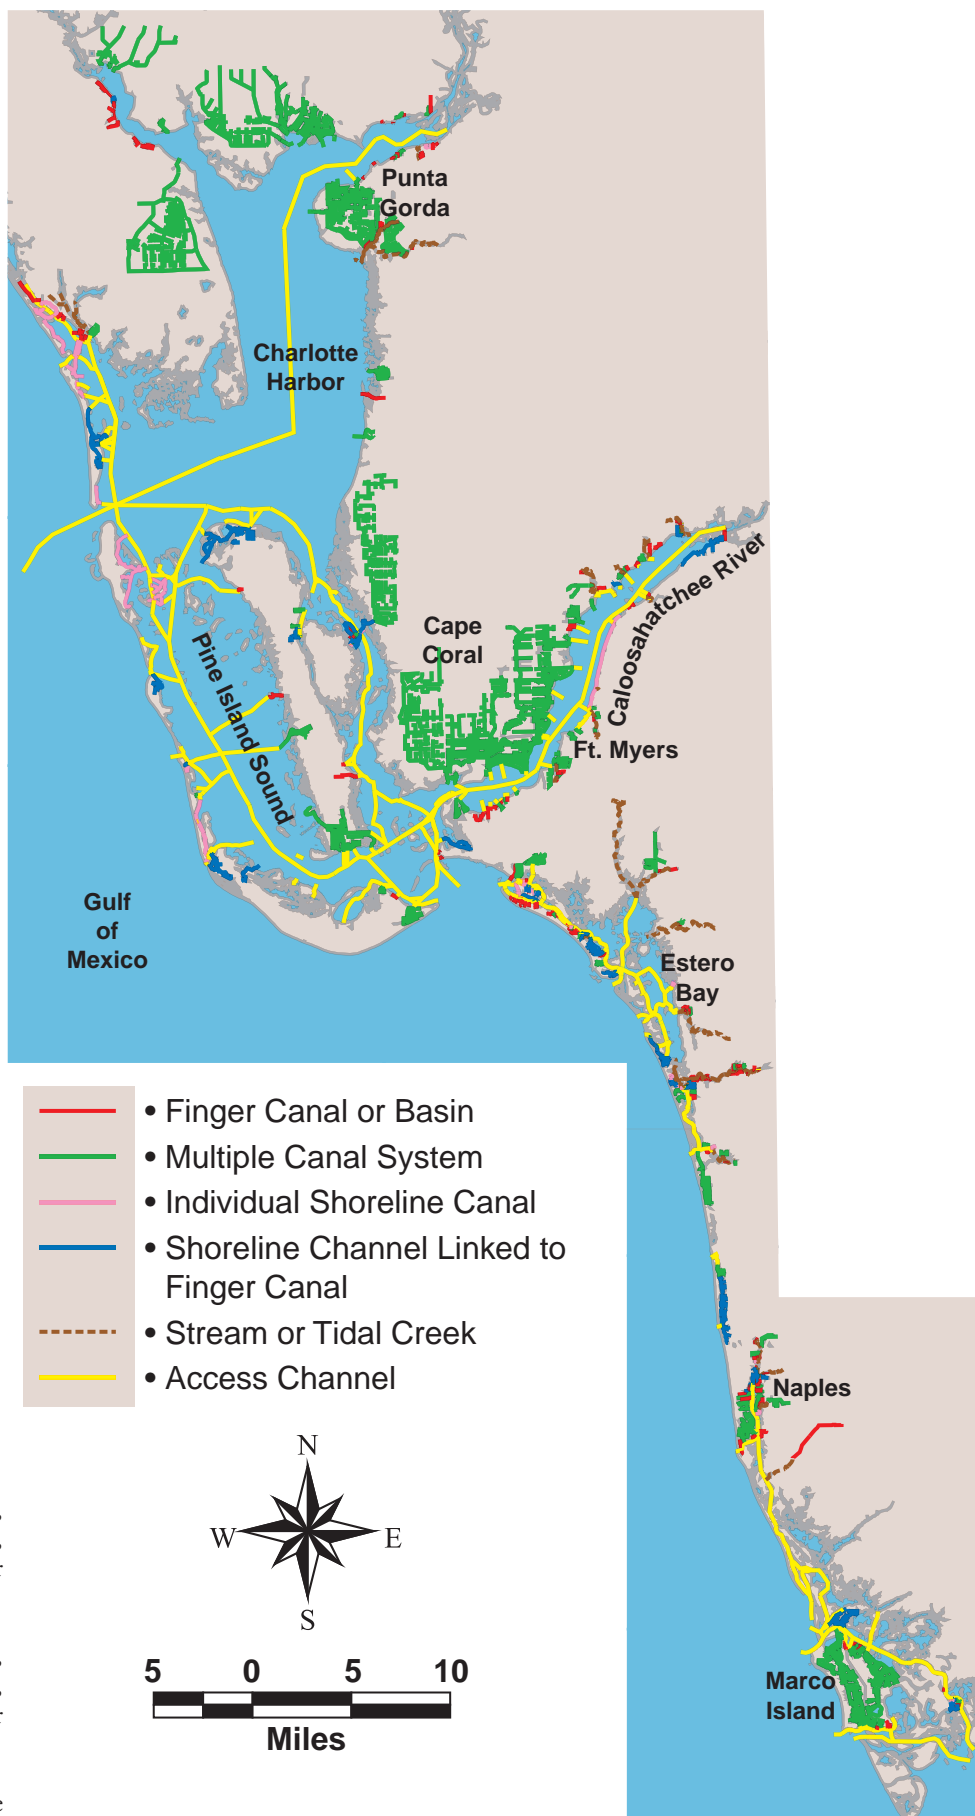 Punta
Gorda
Charlotte
Harbor
Cape
Coral
Caloosahatchee River
Pine Island Sound
Ft. Myers
Gulf
of
Mexico
Estero
Bay
• Finger Canal or Basin
• Multiple Canal System
• Individual Shoreline Canal
• Shoreline Channel Linked to
Finger Canal
• Stream or Tidal Creek
• Access Channel
Naples
N
W E
S
5 0 5 10
Miles
Marco
Island